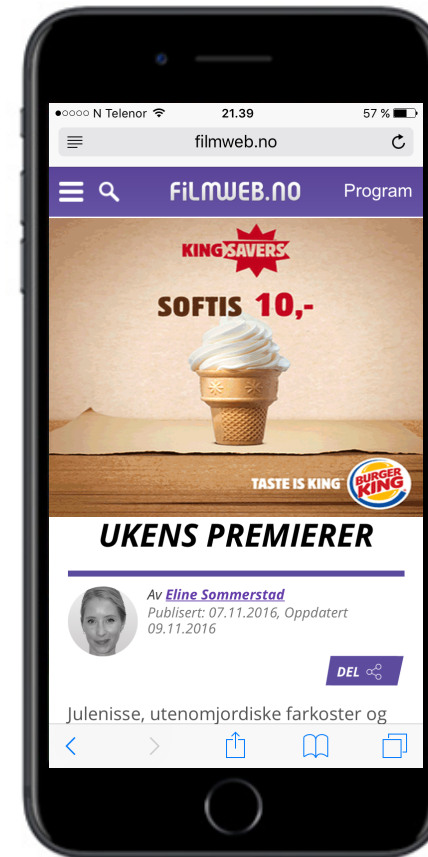 N Telenor 21.39 57 %
filmweb.no
FiLMWEB.NO Program
KING SAVERS
SOFTIS 10,-
TASTE IS KING BURGER KING
UKENS PREMIERER
Av Eline Sommerstad
Publisert: 07.11.2016, Oppdatert
09.11.2016
DEL
Julenisse, utenomjordiske farkoster og